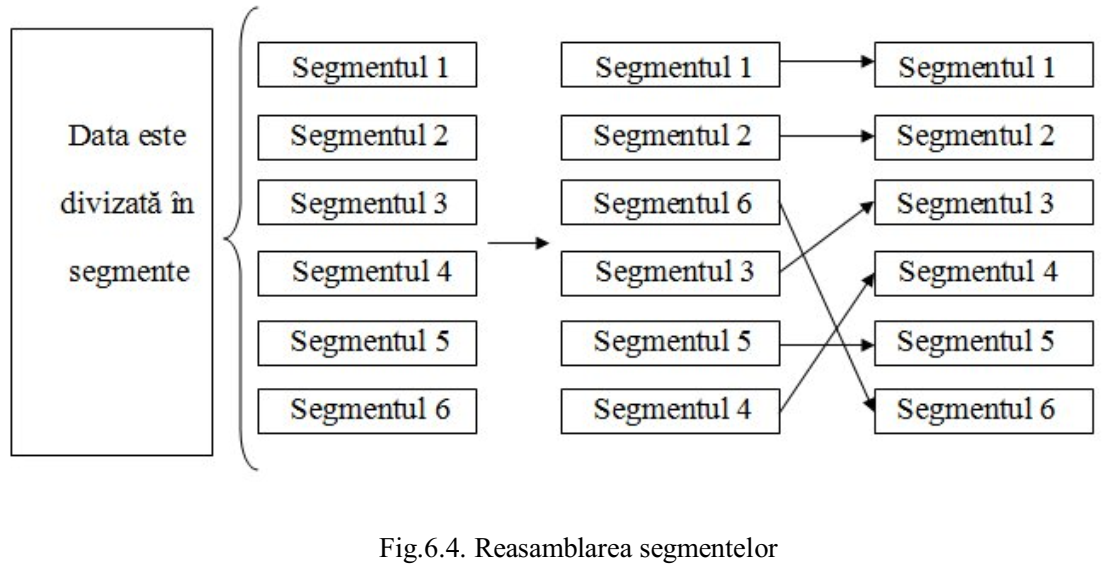 Data este
divizată în
segmente
Segmentul 1
Segmentul 2
Segmentul 3
Segmentul 4
Segmentul 5
Segmentul 6
Segmentul 1
Segmentul 2
Segmentul 6
Segmentul 3
Segmentul 5
Segmentul 4
Segmentul 1
Segmentul 2
Segmentul 3
Segmentul 4
Segmentul 5
Segmentul 6
Fig.6.4. Reasamblarea segmentelor